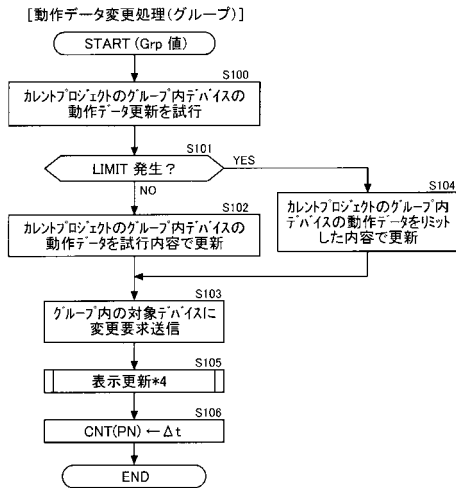 [動作データ変更処理(グループ)]
START (Grp 値)
S100
カレントプロジェクトのグループ内デバイスの
動作データ更新を試行
S101
LIMIT 発生？
YES
NO
S102
カレントプロジェクトのグループ内デバイスの
動作データを試行内容で更新
S104
カレントプロジェクトのグループ内
デバイスの動作データをリミット
した内容で更新
S103
グループ内の対象デバイスに
変更要求送信
S105
表示更新*4
S106
CNT(PN) ← Δt
END